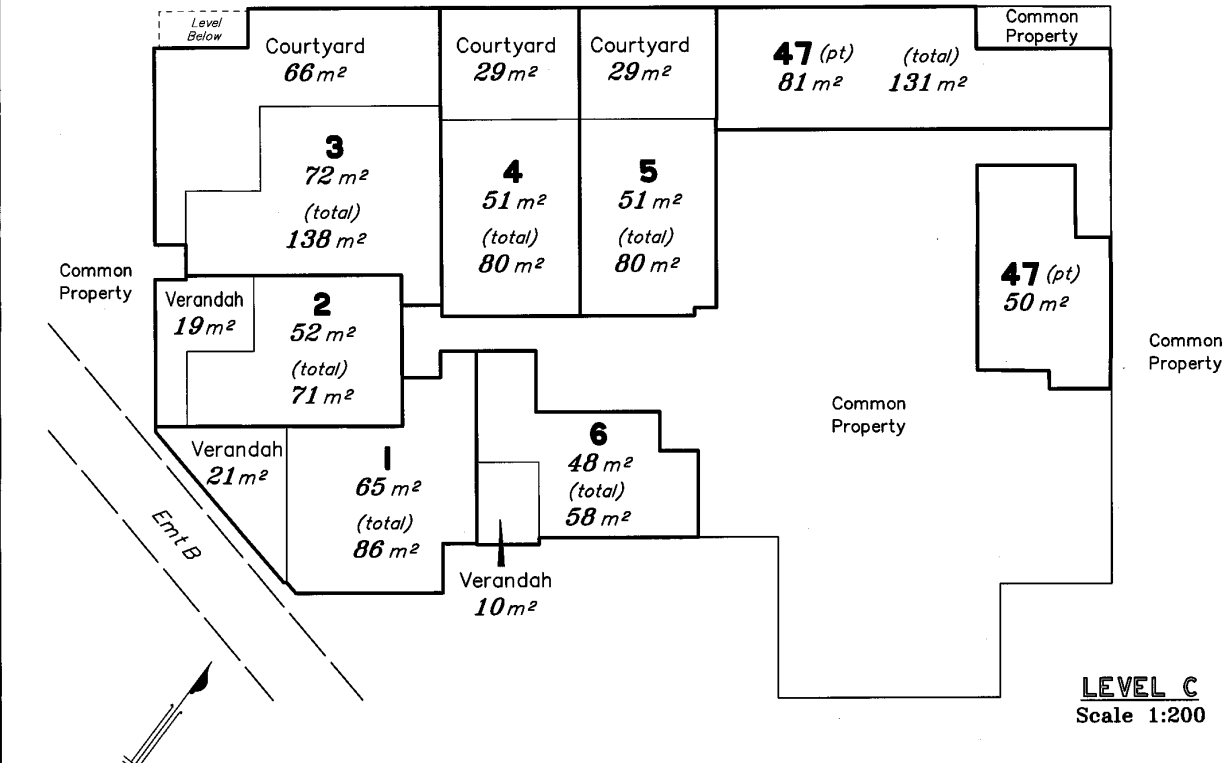 Level
Below
Courtyard
66 m²
Courtyard
29 m²
Courtyard
29 m²
47 (pt)
81 m²
(total)
131 m²
Common
Property
3
72 m²
(total)
138 m²
4
51 m²
(total)
80 m²
5
51 m²
(total)
80 m²
47 (pt)
50 m²
Common
Property
Verandah
19 m²
2
52 m²
(total)
71 m²
Common
Property
Common
Property
Verandah
21 m²
1
65 m²
(total)
86 m²
6
48 m²
(total)
58 m²
Emt B
Verandah
10 m²
LEVEL C
Scale 1:200